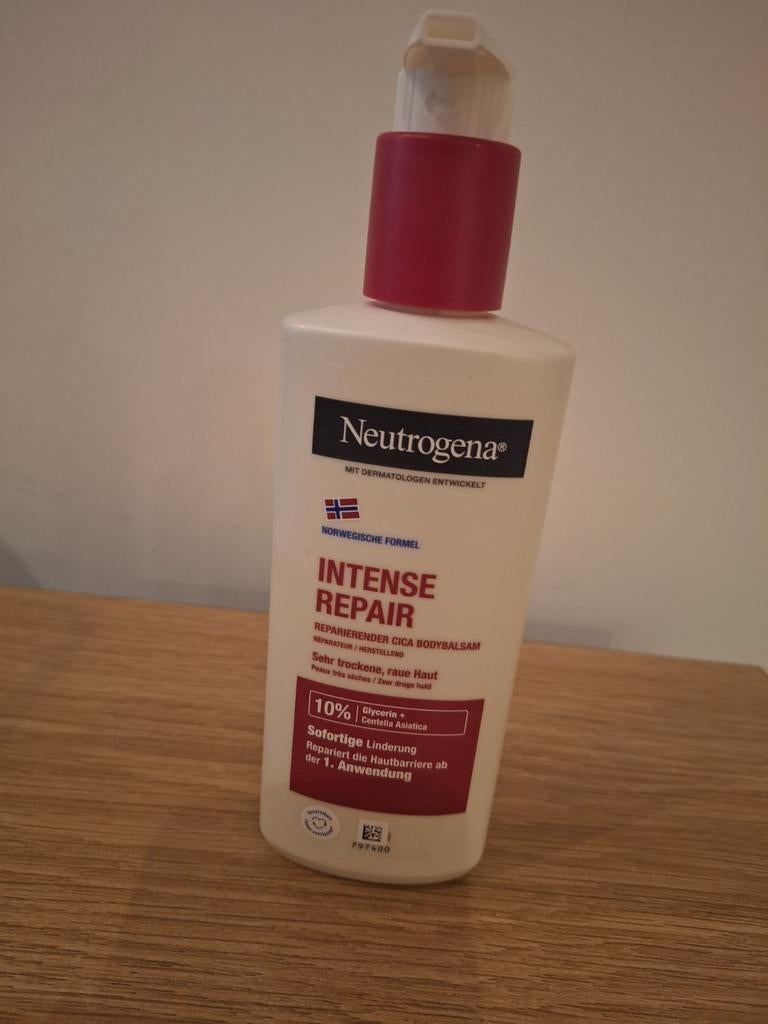 Neutrogena®
MIT DERMATOLOGEN ENTWICKELT
NORWEGISCHE FORMEL
INTENSE
REPAIR
REPARIERENDER CICA BODYBALSAM
RÉPARATEUR / HERSTELLEND
Sehr trockene, raue Haut
Peaux très sèches / Zeer droge huid
10% Glycerin +
Centella Asiatica
Sofortige Linderung
Repariert die Hautbarriere ab
der 1. Anwendung
797400